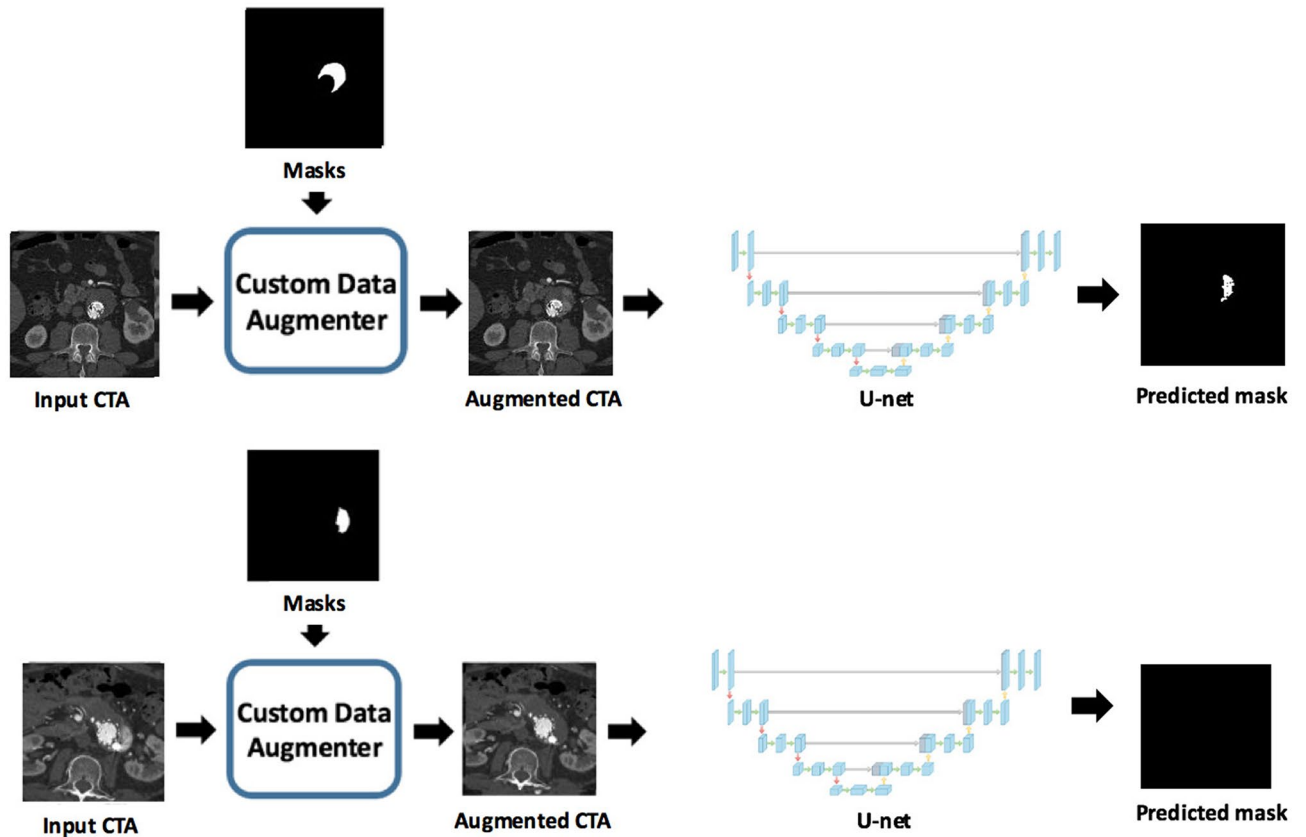 Masks
Custom Data
Augmenter
Input CTA
Augmented CTA
U-net
Predicted mask
Masks
Custom Data
Augmenter
Input CTA
Augmented CTA
U-net
Predicted mask